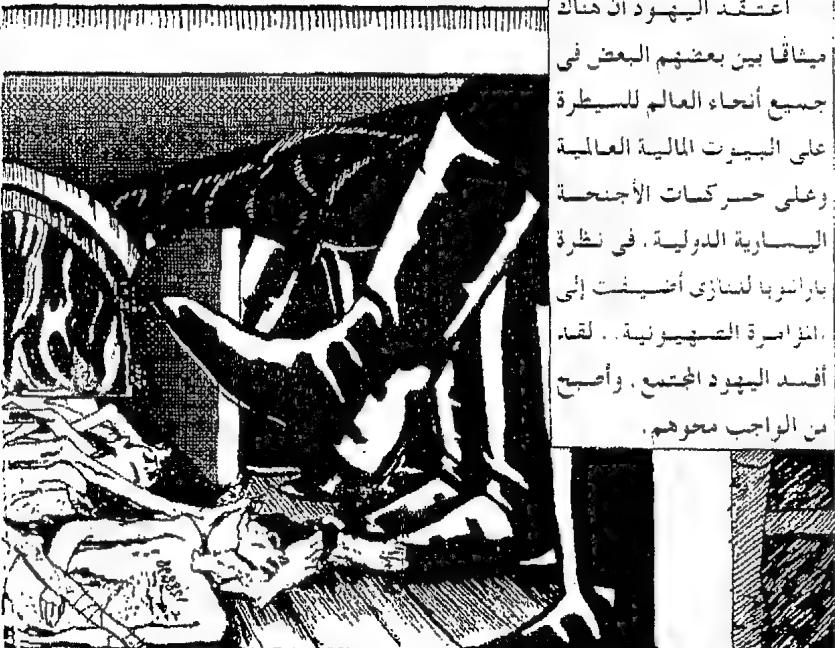 اعتقد اليهود أن هناك
ميثاقًا بين بعضهم البعض فى
جميع أنحاء العالم للسيطرة
على البيوت المالية العالمية
وعلى حركات الأجنحة
اليسارية الدولية، فى نظرة
بارانويا للنازى أضيفت إلى
المؤامرة الصهيونية.. لقد
أفسد اليهود المجتمع، وأصبح
من الواجب محوهم.